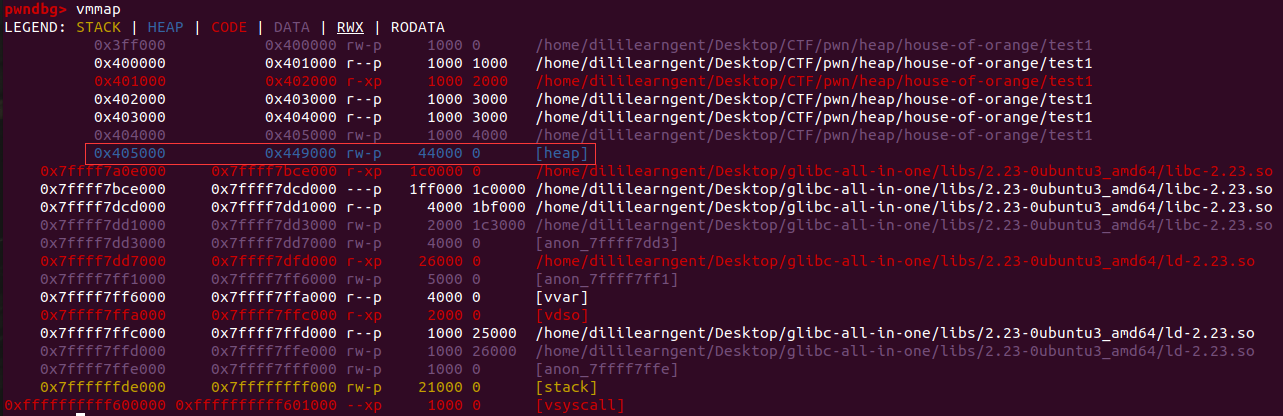 pwndbg> vmmap
LEGEND: STACK | HEAP | CODE | DATA | RWX | RODATA
0x3ff000 0x400000 rw-p 1000 0 /home/dililearngent/Desktop/CTF/pwn/heap/house-of-orange/test1
0x400000 0x401000 r--p 1000 1000 /home/dililearngent/Desktop/CTF/pwn/heap/house-of-orange/test1
0x401000 0x402000 r-xp 1000 2000 /home/dililearngent/Desktop/CTF/pwn/heap/house-of-orange/test1
0x402000 0x403000 r--p 1000 3000 /home/dililearngent/Desktop/CTF/pwn/heap/house-of-orange/test1
0x403000 0x404000 r--p 1000 3000 /home/dililearngent/Desktop/CTF/pwn/heap/house-of-orange/test1
0x404000 0x405000 rw-p 1000 4000 /home/dililearngent/Desktop/CTF/pwn/heap/house-of-orange/test1
0x405000 0x449000 rw-p 44000 0 [heap]
0x7ffff7a0e000 0x7ffff7bce000 r-xp 1c0000 0 /home/dililearngent/Desktop/glibc-all-in-one/libs/2.23-0ubuntu3_amd64/libc-2.23.so
0x7ffff7bce000 0x7ffff7dcd000 ---p 1ff000 1c0000 /home/dililearngent/Desktop/glibc-all-in-one/libs/2.23-0ubuntu3_amd64/libc-2.23.so
0x7ffff7dcd000 0x7ffff7dd1000 r--p 4000 1bf000 /home/dililearngent/Desktop/glibc-all-in-one/libs/2.23-0ubuntu3_amd64/libc-2.23.so
0x7ffff7dd1000 0x7ffff7dd3000 rw-p 2000 1c3000 /home/dililearngent/Desktop/glibc-all-in-one/libs/2.23-0ubuntu3_amd64/libc-2.23.so
0x7ffff7dd3000 0x7ffff7dd7000 rw-p 4000 0 [anon_7ffff7dd3]
0x7ffff7dd7000 0x7ffff7dfd000 r-xp 26000 0 /home/dililearngent/Desktop/glibc-all-in-one/libs/2.23-0ubuntu3_amd64/ld-2.23.so
0x7ffff7ff1000 0x7ffff7ff6000 rw-p 5000 0 [anon_7ffff7ff1]
0x7ffff7ff6000 0x7ffff7ffa000 r--p 4000 0 [vvar]
0x7ffff7ffa000 0x7ffff7ffc000 r-xp 2000 0 [vdso]
0x7ffff7ffc000 0x7ffff7ffd000 r--p 1000 25000 /home/dililearngent/Desktop/glibc-all-in-one/libs/2.23-0ubuntu3_amd64/ld-2.23.so
0x7ffff7ffd000 0x7ffff7ffe000 rw-p 1000 26000 /home/dililearngent/Desktop/glibc-all-in-one/libs/2.23-0ubuntu3_amd64/ld-2.23.so
0x7ffff7ffe000 0x7ffff7fff000 rw-p 1000 0 [anon_7ffff7ffe]
0x7ffffffde000 0x7ffffffff000 rw-p 21000 0 [stack]
0xffffffffff600000 0xffffffffff601000 --xp 1000 0 [vsyscall]